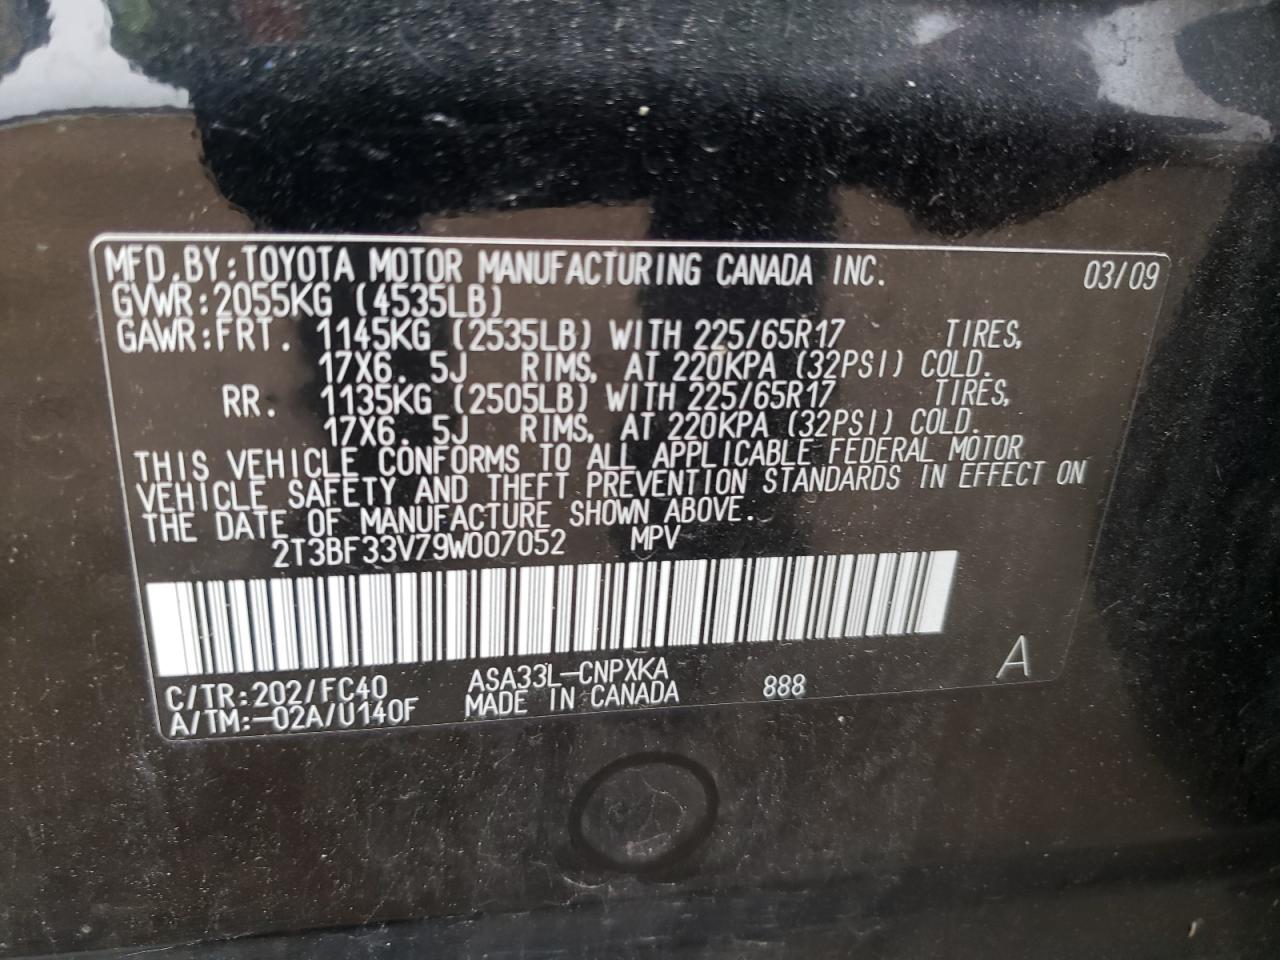 MFD.BY:TOYOTA MOTOR MANUFACTURING CANADA INC. 03/09
GVWR:2055KG (4535LB)
GAWR:FRT. 1145KG (2535LB) WITH 225/65R17 TIRES,
17X6.5J RIMS, AT 220KPA (32PSI) COLD.
RR. 1135KG (2505LB) WITH 225/65R17 TIRES,
17X6.5J RIMS, AT 220KPA (32PSI) COLD.
THIS VEHICLE CONFORMS TO ALL APPLICABLE FEDERAL MOTOR
VEHICLE SAFETY AND THEFT PREVENTION STANDARDS IN EFFECT ON
THE DATE OF MANUFACTURE SHOWN ABOVE.
2T3BF33V79W007052 MPV
C/TR:202/FC40 ASA33L-CNPXKA A
A/TM:-02A/U140F MADE IN CANADA 888